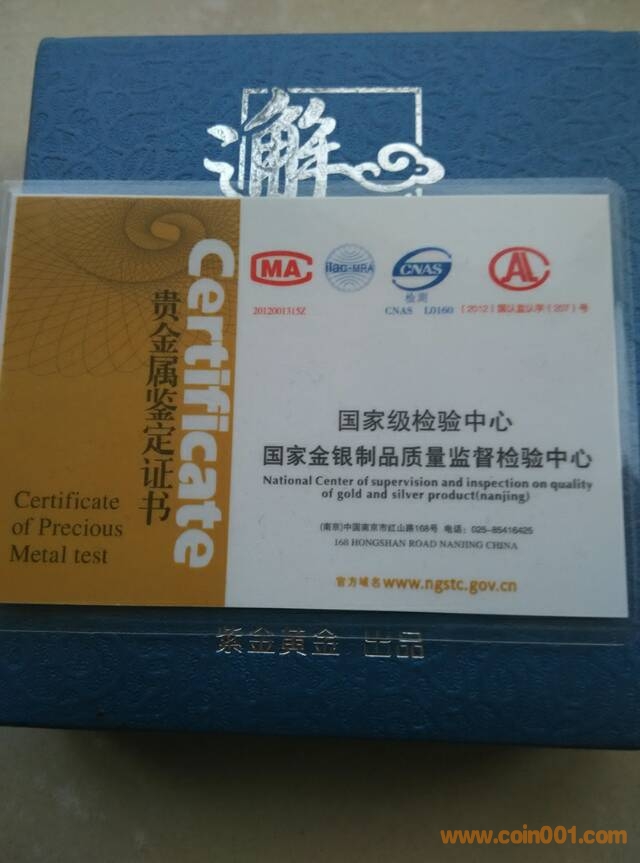 贵金属鉴定证书
Certificate
Certificate
of Precious
Metal test
MA
2012001315Z
ilac-MRA
CNAS
检测
CNAS L0160
AL
(2012)国认监认字(207)号
国家级检验中心
国家金银制品质量监督检验中心
National Center of supervision and inspection on quality
of gold and silver product(nanjing)
(南京)中国南京市红山路168号 电话：025-85416425
168 HONGSHAN ROAD NANJING CHINA
官方域名 www.ngstc.gov.cn
紫金黄金 出品
www.coin001.com